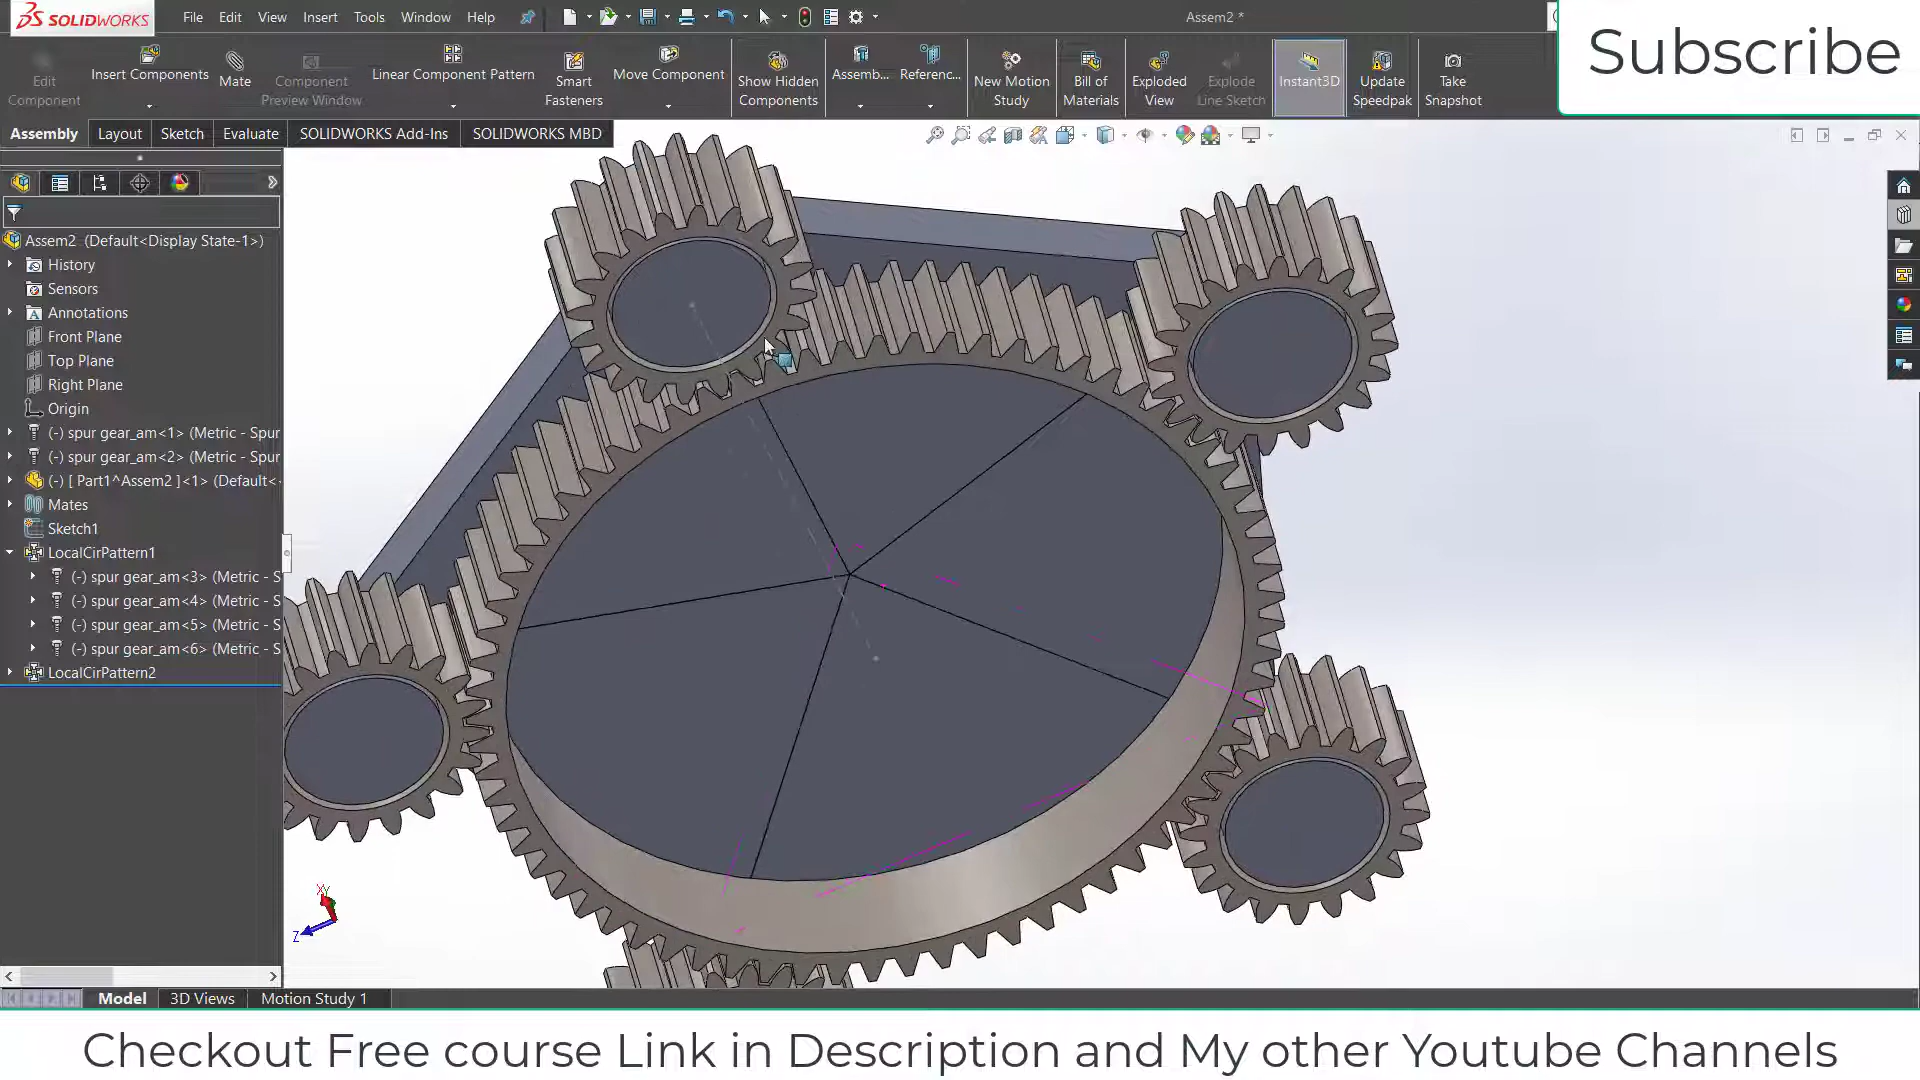 SOLIDWORKS
File Edit View Insert Tools Window Help
Assem2 *
Subscribe
Edit Component
Insert Components
Mate
Component Preview Window
Linear Component Pattern
Smart Fasteners
Move Component
Show Hidden Components
Assemb...
Referenc...
New Motion Study
Bill of Materials
Exploded View
Explode Line Sketch
Instant3D
Update Speedpak
Take Snapshot
Assembly Layout Sketch Evaluate SOLIDWORKS Add-Ins SOLIDWORKS MBD
Assem2 (Default<Display State-1>)
History
Sensors
Annotations
Front Plane
Top Plane
Right Plane
Origin
(-) spur gear_am<1> (Metric - Spur
(-) spur gear_am<2> (Metric - Spur
(-) [ Part1^Assem2 ]<1> (Default<
Mates
Sketch1
LocalCirPattern1
(-) spur gear_am<3> (Metric - S
(-) spur gear_am<4> (Metric - S
(-) spur gear_am<5> (Metric - S
(-) spur gear_am<6> (Metric - S
LocalCirPattern2
Z
Model 3D Views Motion Study 1
Checkout Free course Link in Description and My other Youtube Channels